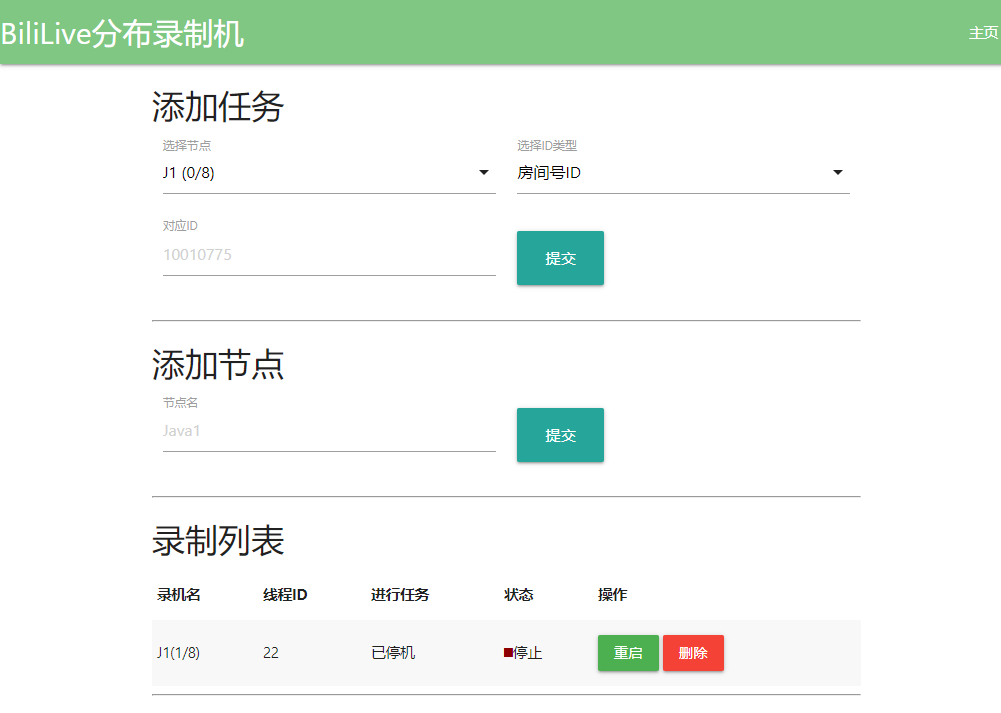 BiliLive分布录制机 主页
添加任务
选择节点 选择ID类型
J1 (0/8) 房间号ID
对应ID
10010775 提交
添加节点
节点名
Java1 提交
录制列表
录机名 线程ID 进行任务 状态 操作
J1(1/8) 22 已停机 停止 重启 删除